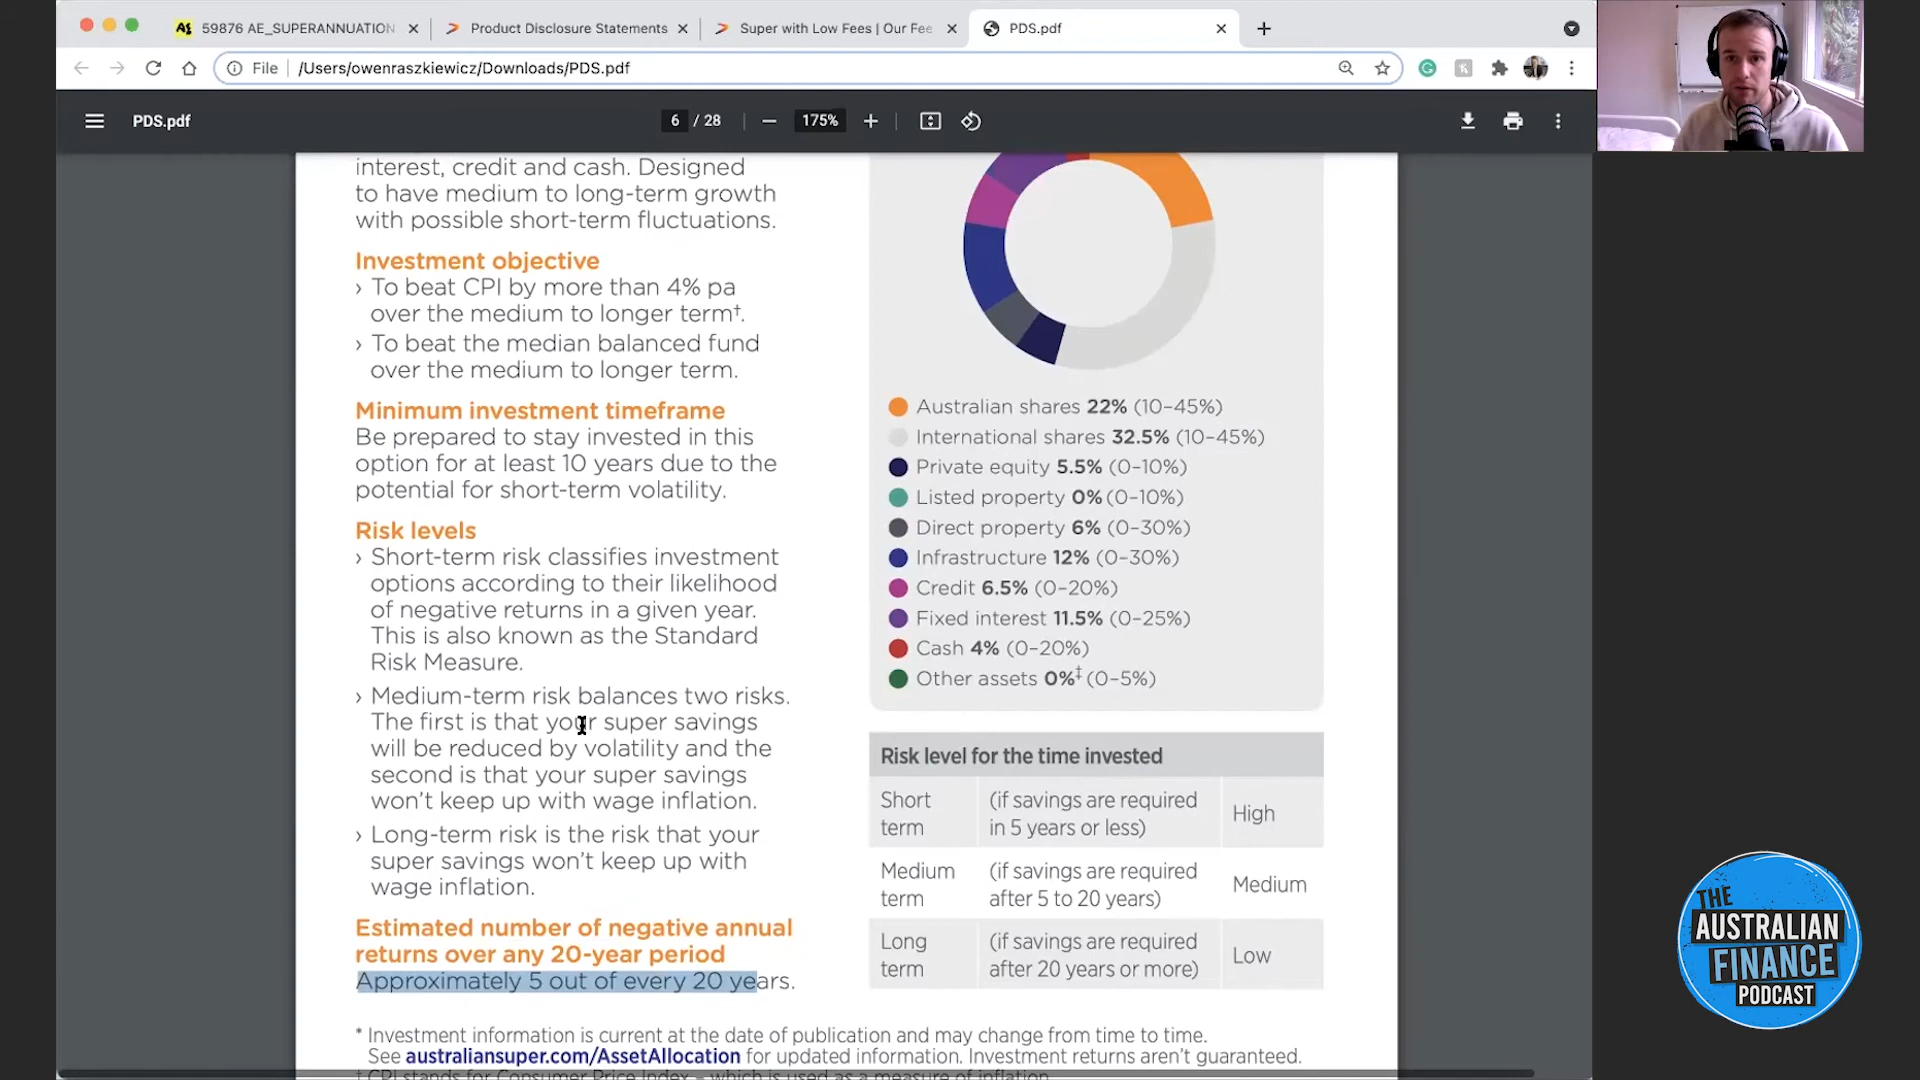 59876 AE_SUPERANNUATION
Product Disclosure Statements
Super with Low Fees | Our Fee
PDS.pdf
File
/Users/owenraszkiewicz/Downloads/PDS.pdf
PDS.pdf
6 / 28
175%
interest, credit and cash. Designed
to have medium to long-term growth
with possible short-term fluctuations.
Investment objective
› To beat CPI by more than 4% pa
over the medium to longer term†.
› To beat the median balanced fund
over the medium to longer term.
Minimum investment timeframe
Be prepared to stay invested in this
option for at least 10 years due to the
potential for short-term volatility.
Risk levels
› Short-term risk classifies investment
options according to their likelihood
of negative returns in a given year.
This is also known as the Standard
Risk Measure.
› Medium-term risk balances two risks.
The first is that your super savings
will be reduced by volatility and the
second is that your super savings
won't keep up with wage inflation.
› Long-term risk is the risk that your
super savings won't keep up with
wage inflation.
Estimated number of negative annual
returns over any 20-year period
Approximately 5 out of every 20 years.
Australian shares 22% (10–45%)
International shares 32.5% (10–45%)
Private equity 5.5% (0–10%)
Listed property 0% (0–10%)
Direct property 6% (0–30%)
Infrastructure 12% (0–30%)
Credit 6.5% (0–20%)
Fixed interest 11.5% (0–25%)
Cash 4% (0–20%)
Other assets 0%‡ (0–5%)
Risk level for the time invested
Short term (if savings are required in 5 years or less) High
Medium term (if savings are required after 5 to 20 years) Medium
Long term (if savings are required after 20 years or more) Low
* Investment information is current at the date of publication and may change from time to time.
See australiansuper.com/AssetAllocation for updated information. Investment returns aren't guaranteed.
† CPI stands for Consumer Price Index – which is used as a measure of inflation.
THE
AUSTRALIAN
FINANCE
PODCAST